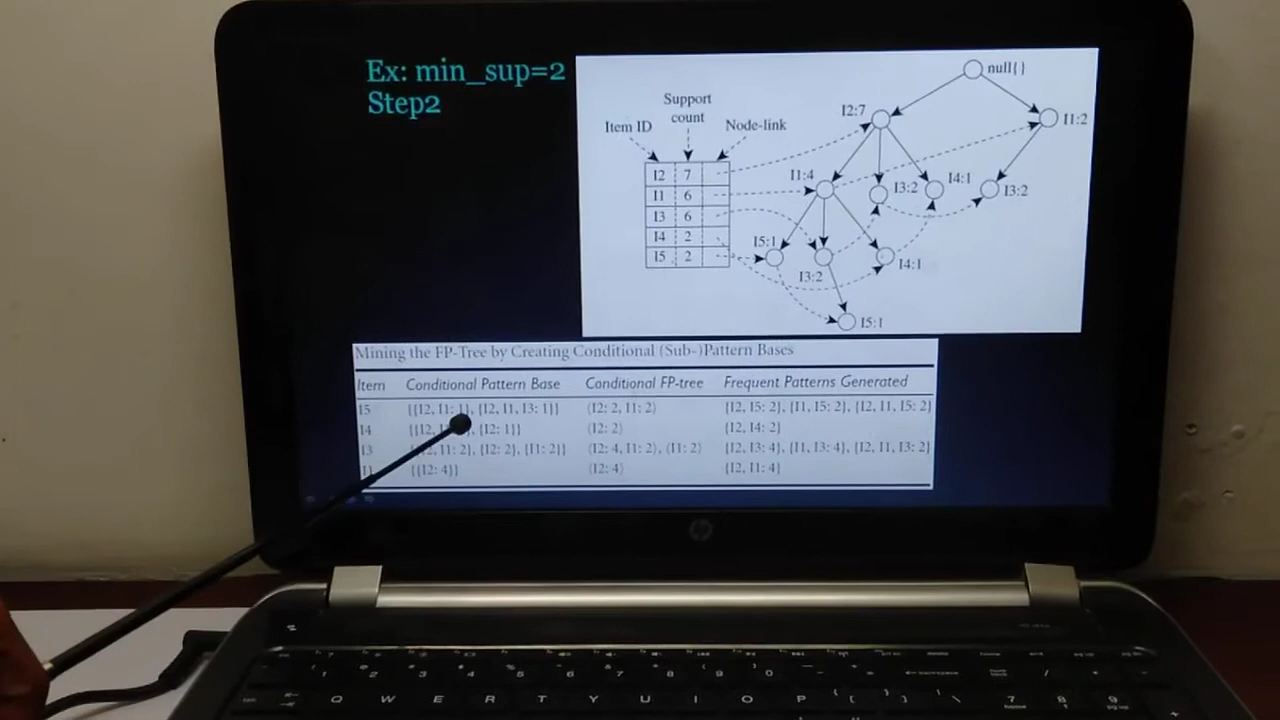 Ex: min_sup=2
Step2
null{}
I2:7
I1:2
Support
count
Item ID
Node-link
I2 7
I1 6
I3 6
I4 2
I5 2
I1:4
I3:2
I4:1
I3:2
I5:1
I3:2
I4:1
I5:1
Mining the FP-Tree by Creating Conditional (Sub-)Pattern Bases
Item Conditional Pattern Base Conditional FP-tree Frequent Patterns Generated
I5 {{I2, I1: 1}, {I2, I1, I3: 1}} ⟨I2: 2, I1: 2⟩ {I2, I5: 2}, {I1, I5: 2}, {I2, I1, I5: 2}
I4 {{I2, {I2: 1}} ⟨I2: 2⟩ {I2, I4: 2}
I3 I1: 2}, {I2: 2}, {I1: 2}} ⟨I2: 4, I1: 2⟩, ⟨I1: 2⟩ {I2, I3: 4}, {I1, I3: 4}, {I2, I1, I3: 2}
I1 {{I2: 4}} ⟨I2: 4⟩ {I2, I1: 4}
hp
Q W E R T Y U I O P